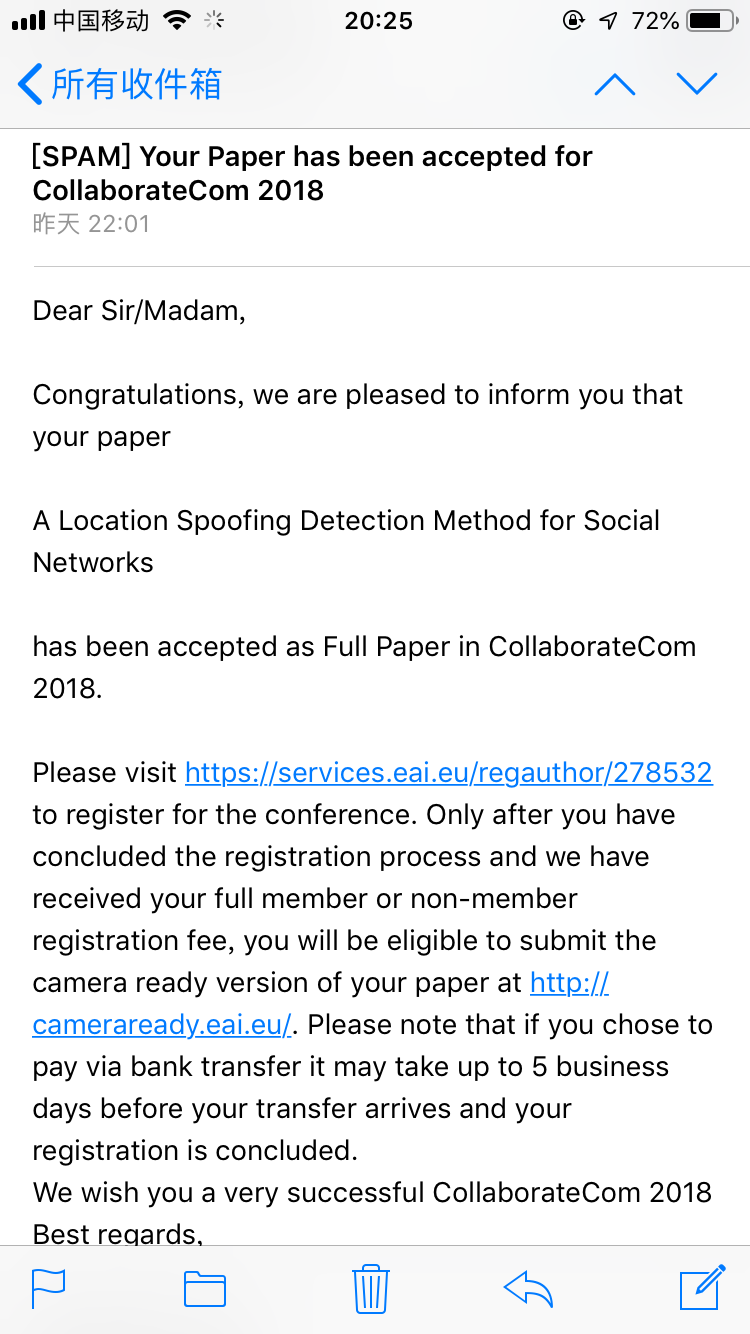 中国移动 20:25 72%
所有收件箱
[SPAM] Your Paper has been accepted for
CollaborateCom 2018
昨天 22:01
Dear Sir/Madam,
Congratulations, we are pleased to inform you that
your paper
A Location Spoofing Detection Method for Social
Networks
has been accepted as Full Paper in CollaborateCom
2018.
Please visit https://services.eai.eu/regauthor/278532
to register for the conference. Only after you have
concluded the registration process and we have
received your full member or non-member
registration fee, you will be eligible to submit the
camera ready version of your paper at http://
cameraready.eai.eu/. Please note that if you chose to
pay via bank transfer it may take up to 5 business
days before your transfer arrives and your
registration is concluded.
We wish you a very successful CollaborateCom 2018
Best regards,